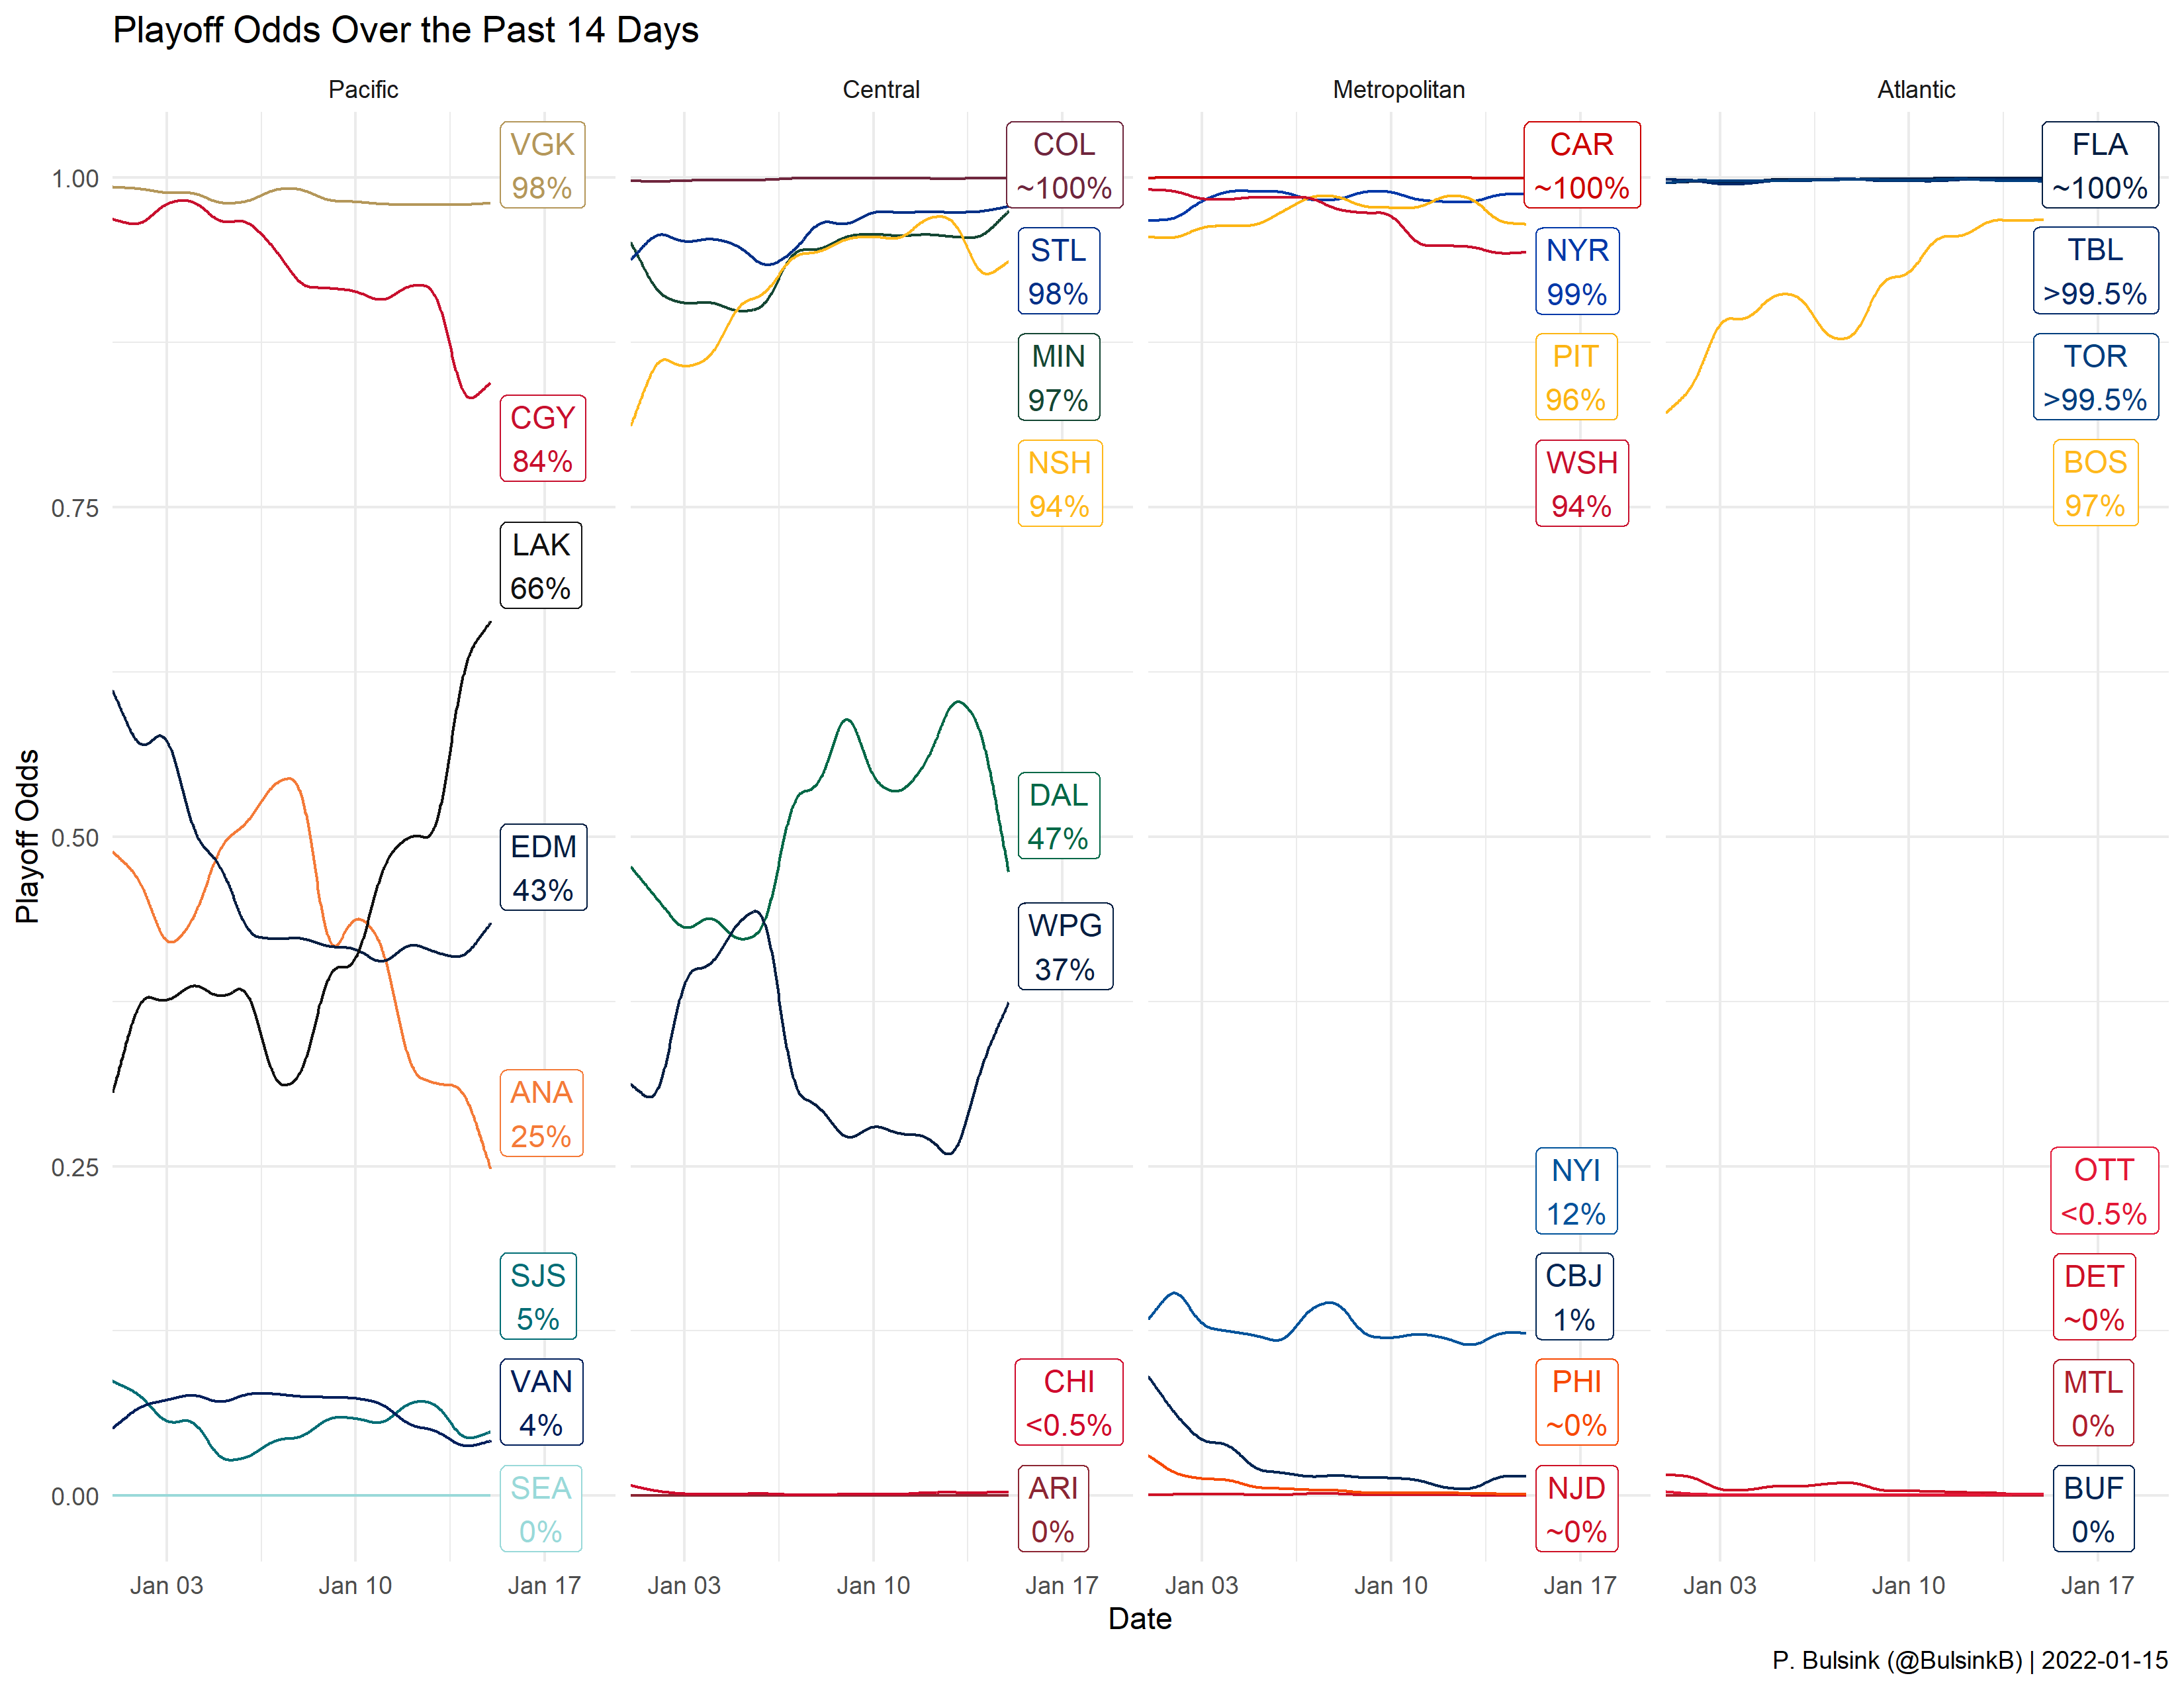 Playoff Odds Over the Past 14 Days
Pacific
Central
Metropolitan
Atlantic
Playoff Odds
1.00
0.75
0.50
0.25
0.00
VGK
98%
CGY
84%
LAK
66%
EDM
43%
ANA
25%
SJS
5%
VAN
4%
SEA
0%
COL
~100%
STL
98%
MIN
97%
NSH
94%
DAL
47%
WPG
37%
CHI
<0.5%
ARI
0%
CAR
~100%
NYR
99%
PIT
96%
WSH
94%
NYI
12%
CBJ
1%
PHI
~0%
NJD
~0%
FLA
~100%
TBL
>99.5%
TOR
>99.5%
BOS
97%
OTT
<0.5%
DET
~0%
MTL
0%
BUF
0%
Jan 03 Jan 10 Jan 17
Jan 03 Jan 10 Jan 17
Jan 03 Jan 10 Jan 17
Jan 03 Jan 10 Jan 17
Date
P. Bulsink (@BulsinkB) | 2022-01-15